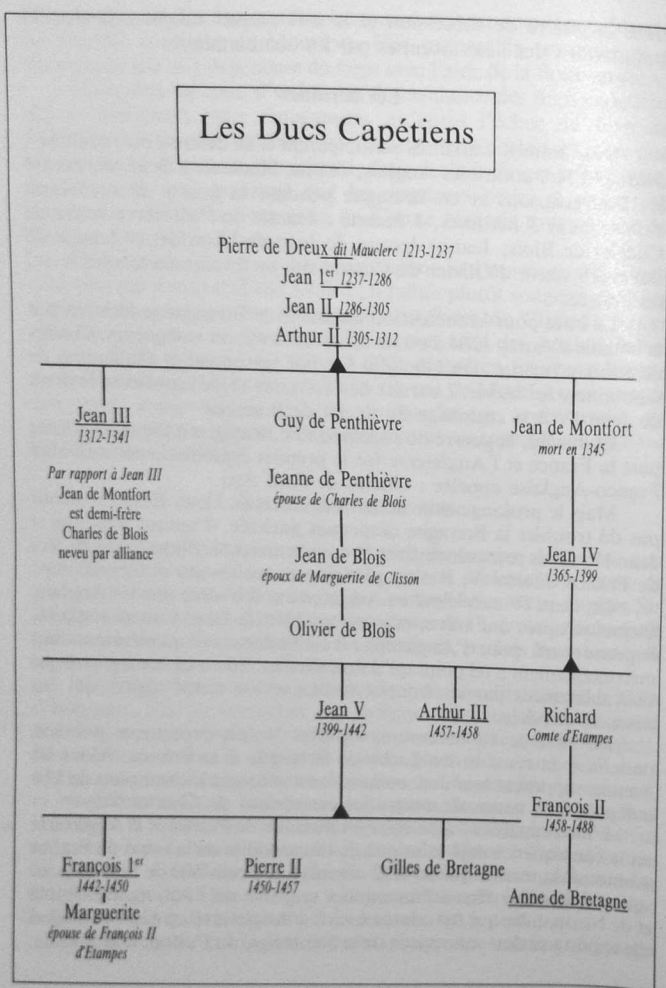 Les Ducs Capétiens
Pierre de Dreux dit Mauclerc 1213-1237
Jean 1er 1237-1286
Jean II 1286-1305
Arthur II 1305-1312
Jean III
1312-1341
Par rapport à Jean III
Jean de Montfort
est demi-frère
Charles de Blois
neveu par alliance
Guy de Penthièvre
Jeanne de Penthièvre
épouse de Charles de Blois
Jean de Blois
époux de Marguerite de Clisson
Olivier de Blois
Jean de Montfort
mort en 1345
Jean IV
1365-1399
Jean V
1399-1442
Arthur III
1457-1458
Richard
Comte d'Etampes
François II
1458-1488
Anne de Bretagne
François 1er
1442-1450
Marguerite
épouse de François II
d'Etampes
Pierre II
1450-1457
Gilles de Bretagne